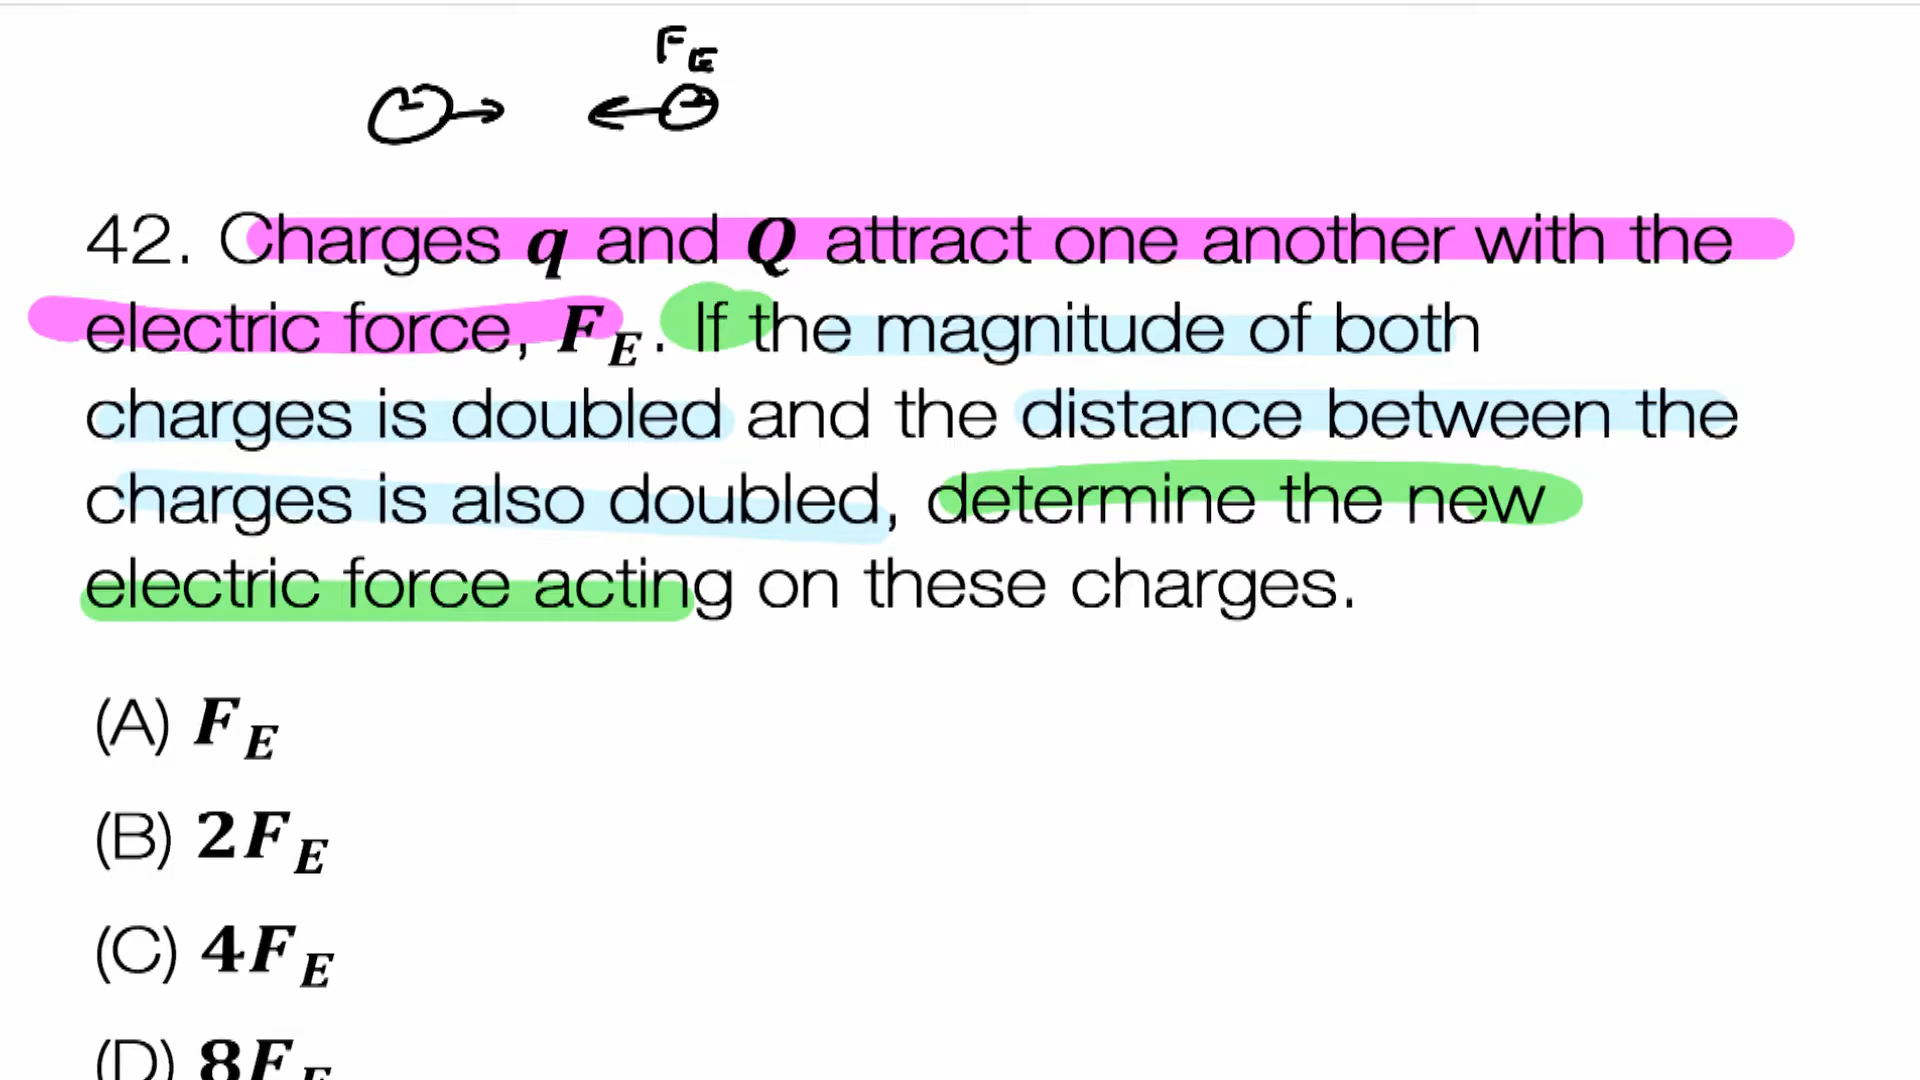 F_E
42. Charges q and Q attract one another with the
electric force, F_E. If the magnitude of both
charges is doubled and the distance between the
charges is also doubled, determine the new
electric force acting on these charges.
(A) F_E
(B) 2F_E
(C) 4F_E
(D) 8F_E